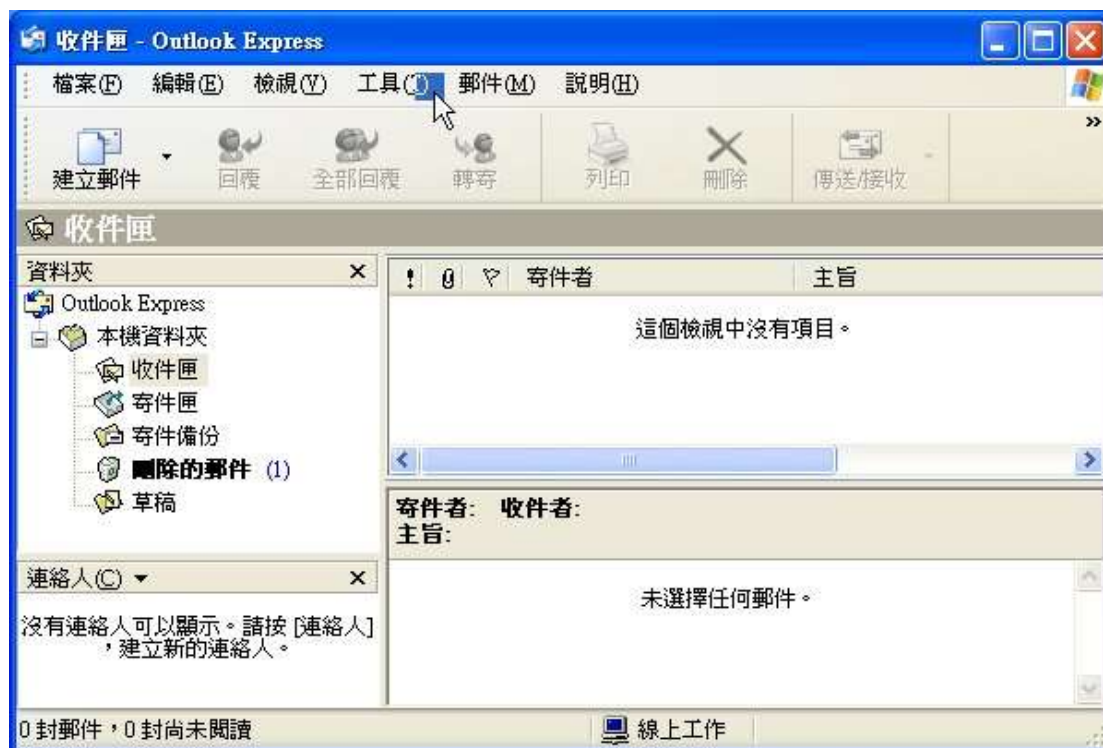 收件匣 - Outlook Express
檔案(F) 編輯(E) 檢視(V) 工具(T) 郵件(M) 說明(H)
建立郵件 回覆 全部回覆 轉寄 列印 刪除 傳送/接收
收件匣
資料夾
Outlook Express
本機資料夾
收件匣
寄件匣
寄件備份
刪除的郵件 (1)
草稿
連絡人(C)
沒有連絡人可以顯示。請按 [連絡人]
，建立新的連絡人。
! 寄件者 主旨
這個檢視中沒有項目。
寄件者: 收件者:
主旨:
未選擇任何郵件。
0 封郵件，0 封尚未閱讀 線上工作